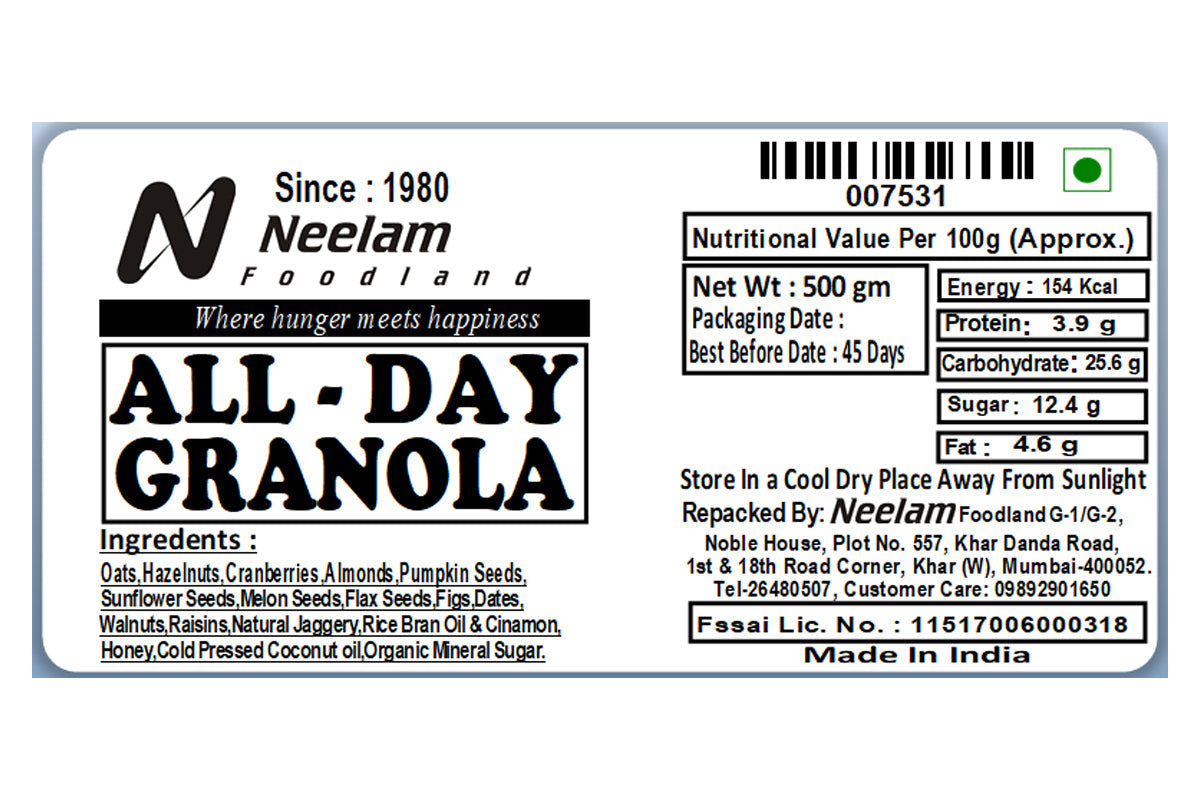 Since : 1980
Neelam
Foodland
Where hunger meets happiness
ALL - DAY
GRANOLA
Ingredents :
Oats,Hazelnuts,Cranberries,Almonds,Pumpkin Seeds,
Sunflower Seeds,Melon Seeds,Flax Seeds,Figs,Dates,
Walnuts,Raisins,Natural Jaggery,Rice Bran Oil & Cinamon,
Honey,Cold Pressed Coconut oil,Organic Mineral Sugar.
007531
Nutritional Value Per 100g (Approx.)
Net Wt : 500 gm
Packaging Date :
Best Before Date : 45 Days
Energy : 154 Kcal
Protein: 3.9 g
Carbohydrate: 25.6 g
Sugar : 12.4 g
Fat : 4.6 g
Store In a Cool Dry Place Away From Sunlight
Repacked By: Neelam Foodland G-1/G-2,
Noble House, Plot No. 557, Khar Danda Road,
1st & 18th Road Corner, Khar (W), Mumbai-400052.
Tel-26480507, Customer Care: 09892901650
Fssai Lic. No. : 11517006000318
Made In India